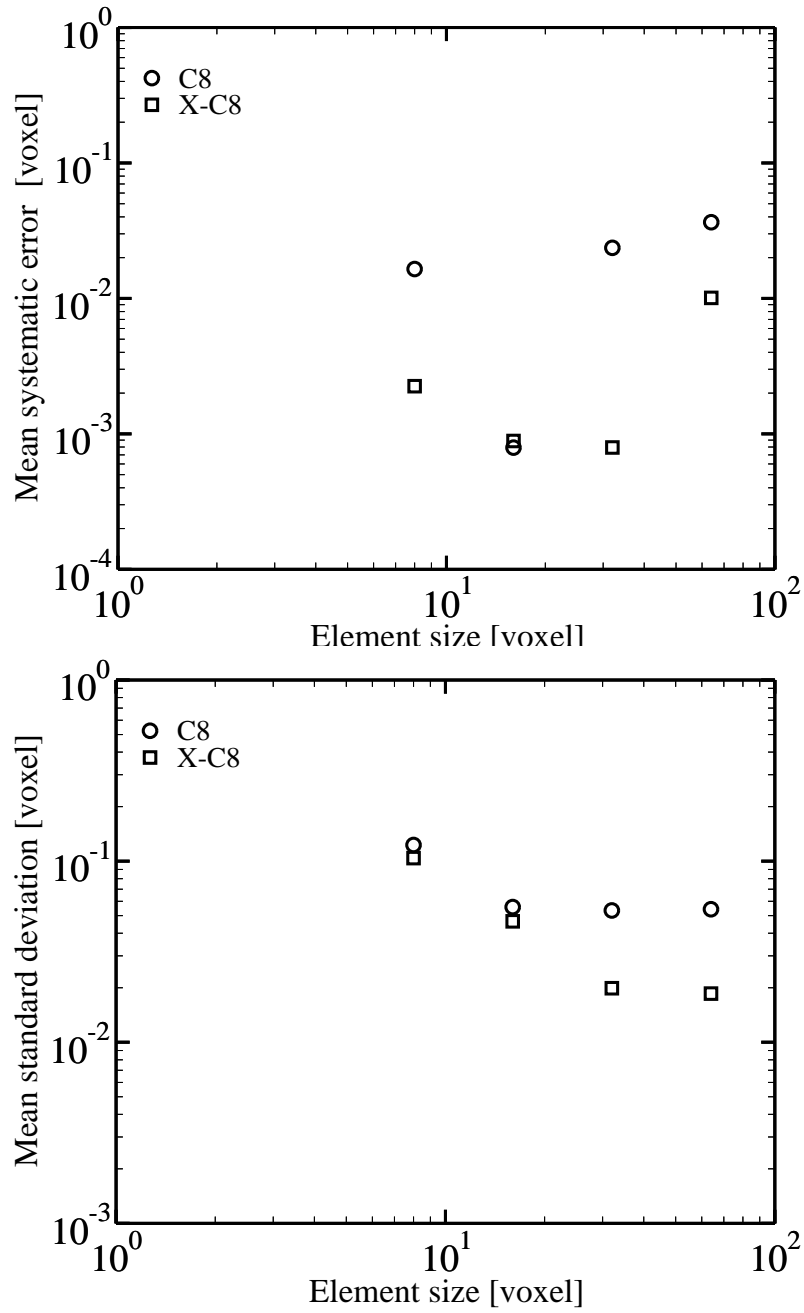 10^0
C8
X-C8
10^-1
10^-2
10^-3
10^-4
10^0
10^1
10^2
Mean systematic error [voxel]
Element size [voxel]
10^0
C8
X-C8
10^-1
10^-2
10^-3
10^0
10^1
10^2
Mean standard deviation [voxel]
Element size [voxel]